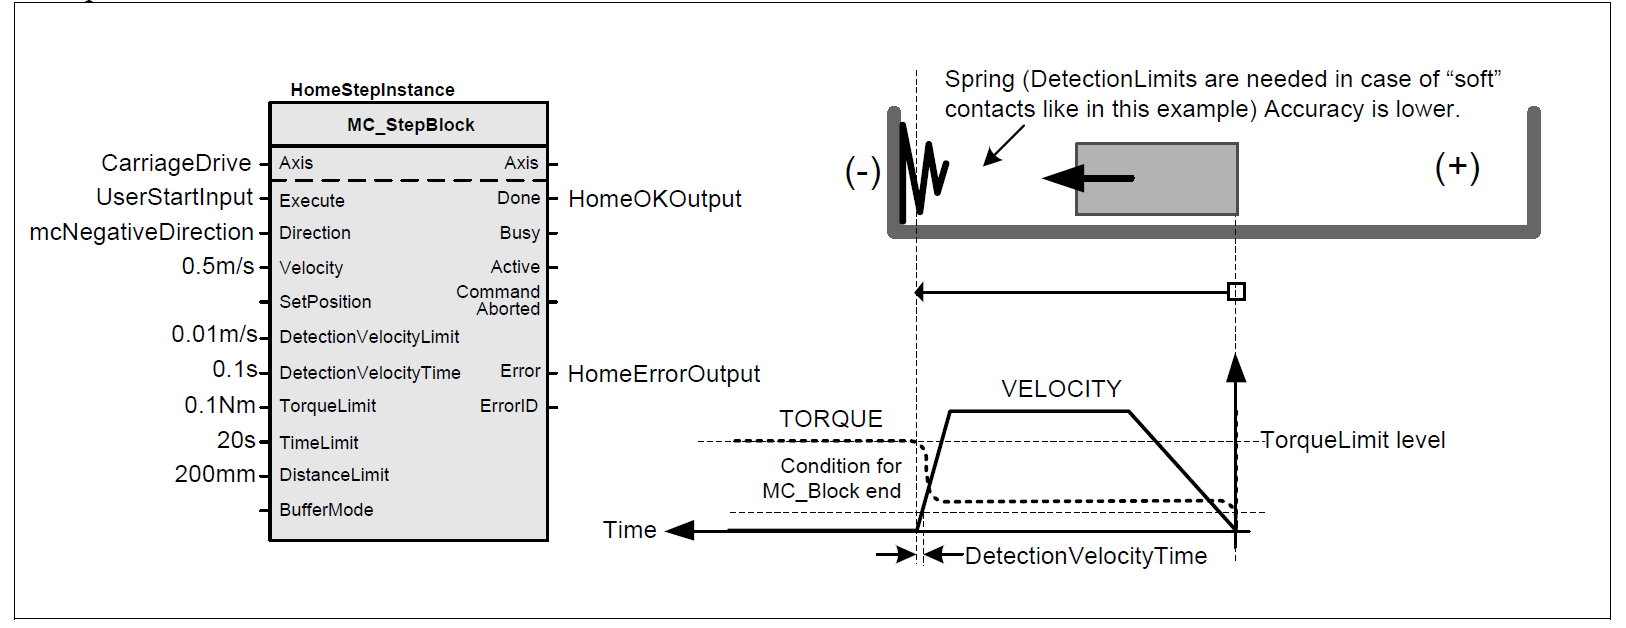 HomeStepInstance
MC_StepBlock
CarriageDrive Axis Axis
UserStartInput Execute Done HomeOKOutput
mcNegativeDirection Direction Busy
0.5m/s Velocity Active
SetPosition Command Aborted
0.01m/s DetectionVelocityLimit
0.1s DetectionVelocityTime Error HomeErrorOutput
0.1Nm TorqueLimit ErrorID
20s TimeLimit
200mm DistanceLimit
BufferMode
Spring (DetectionLimits are needed in case of “soft”
contacts like in this example) Accuracy is lower.
(-)
(+)
VELOCITY
TORQUE
TorqueLimit level
Condition for
MC_Block end
Time
DetectionVelocityTime